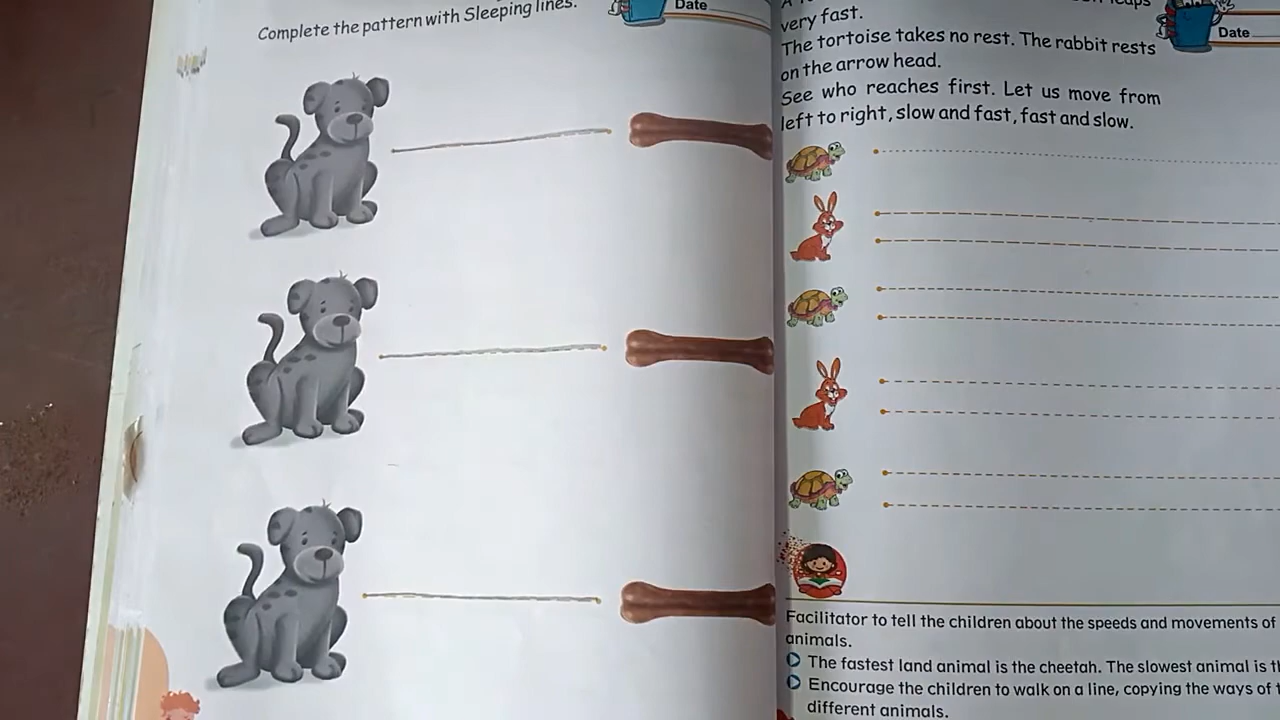 Complete the pattern with Sleeping lines.
Date
very fast.
The tortoise takes no rest. The rabbit rests
on the arrow head.
See who reaches first. Let us move from
left to right, slow and fast, fast and slow.
Date
Facilitator to tell the children about the speeds and movements of
animals.
The fastest land animal is the cheetah. The slowest animal is
Encourage the children to walk on a line, copying the ways of
different animals.